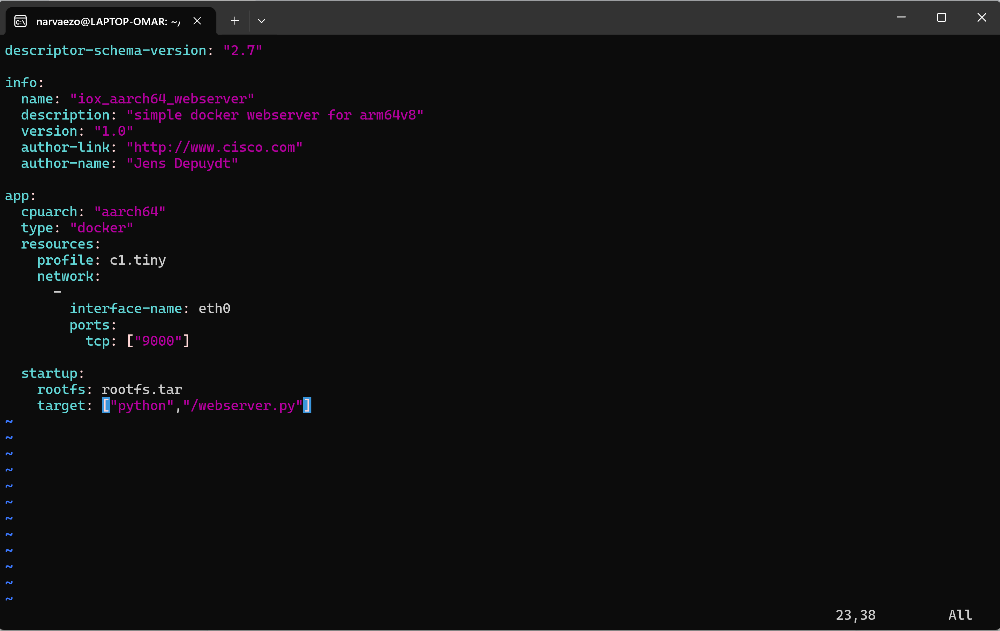 narvaezo@LAPTOP-OMAR: ~/
descriptor-schema-version: "2.7"
info:
  name: "iox_aarch64_webserver"
  description: "simple docker webserver for arm64v8"
  version: "1.0"
  author-link: "http://www.cisco.com"
  author-name: "Jens Depuydt"
app:
  cpuarch: "aarch64"
  type: "docker"
  resources:
    profile: c1.tiny
    network:
      -
        interface-name: eth0
        ports:
          tcp: ["9000"]
  startup:
    rootfs: rootfs.tar
    target: ["python","/webserver.py"]
~
~
~
~
~
~
~
~
~
~
~
~
23,38 All